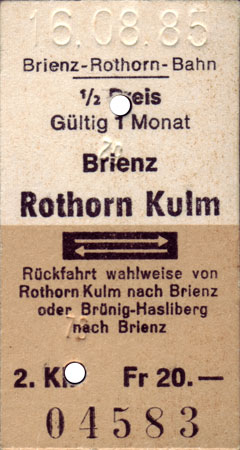 16.08.85
Brienz-Rothorn-Bahn
1/2 Preis
Gültig 1 Monat
Brienz
Rothorn Kulm
Rückfahrt wahlweise von
Rothorn Kulm nach Brienz
oder Brünig-Hasliberg
nach Brienz
2. Kl. Fr 20.—
04583